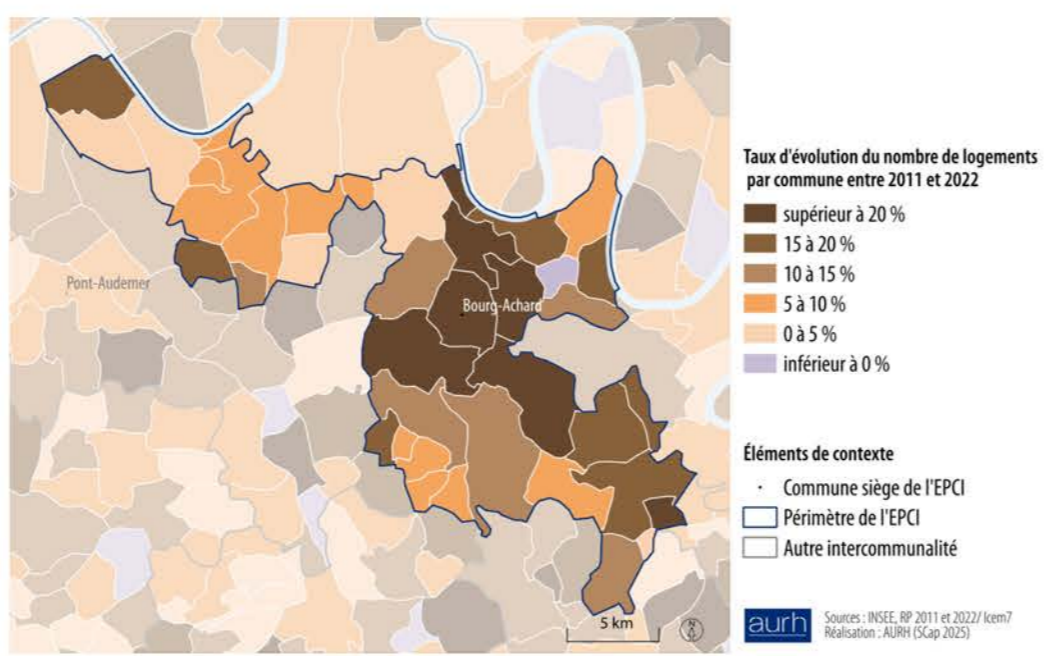 Pont-Audemer
Bourg-Achard
5 km
N
Taux d'évolution du nombre de logements
par commune entre 2011 et 2022
supérieur à 20 %
15 à 20 %
10 à 15 %
5 à 10 %
0 à 5 %
inférieur à 0 %
Éléments de contexte
Commune siège de l'EPCI
Périmètre de l'EPCI
Autre intercommunalité
aurh
Sources : INSEE, RP 2011 et 2022/ Icem7
Réalisation : AURH (SCap 2025)